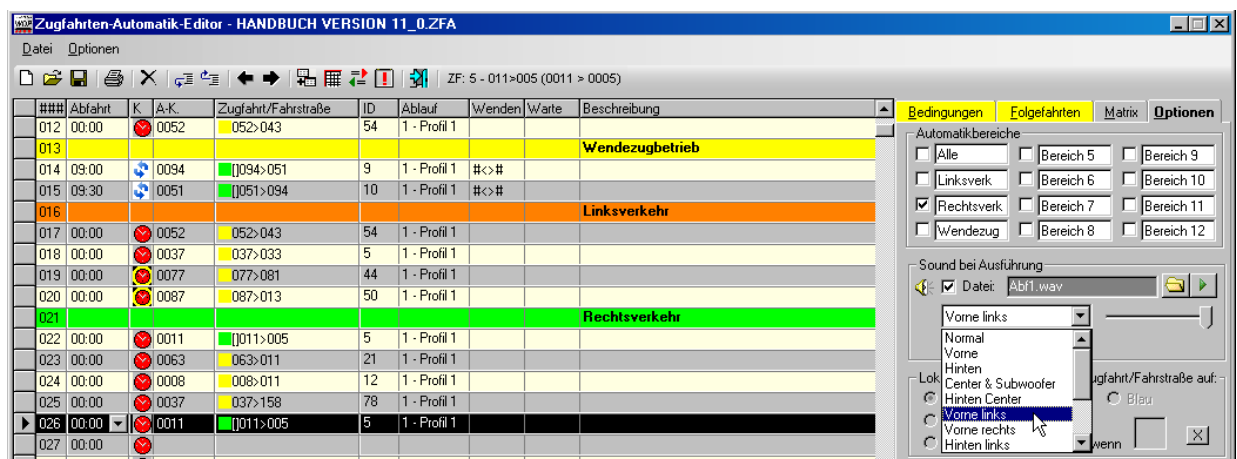 Zugfahrten-Automatik-Editor - HANDBUCH VERSION 11_0.ZFA
Datei Optionen
ZF: 5 - 011>005 (0011 > 0005)
### Abfahrt K A-K. Zugfahrt/Fahrstraße ID Ablauf Wenden Warte Beschreibung
012 00:00 0052 052>043 54 1 - Profil 1
013 Wendezugbetrieb
014 09:00 0094 []094>051 9 1 - Profil 1 #<>#
015 09:30 0051 []051>094 10 1 - Profil 1 #<>#
016 Linksverkehr
017 00:00 0052 052>043 54 1 - Profil 1
018 00:00 0037 037>033 5 1 - Profil 1
019 00:00 0077 077>081 44 1 - Profil 1
020 00:00 0087 087>013 50 1 - Profil 1
021 Rechtsverkehr
022 00:00 0011 []011>005 5 1 - Profil 1
023 00:00 0063 063>011 21 1 - Profil 1
024 00:00 0008 008>011 12 1 - Profil 1
025 00:00 0037 037>158 78 1 - Profil 1
026 00:00 0011 []011>005 5 1 - Profil 1
027 00:00
Bedingungen Folgefahrten Matrix Optionen
Automatikbereiche
Alle Bereich 5 Bereich 9
Linksverk Bereich 6 Bereich 10
Rechtsverk Bereich 7 Bereich 11
Wendezug Bereich 8 Bereich 12
Sound bei Ausführung
Datei: Abf1.wav
Vorne links
Normal
Vorne
Hinten
Center & Subwoofer
Hinten Center
Vorne links
Vorne rechts
Hinten links
Lok ugfahrt/Fahrstraße auf:
Blau
wenn X